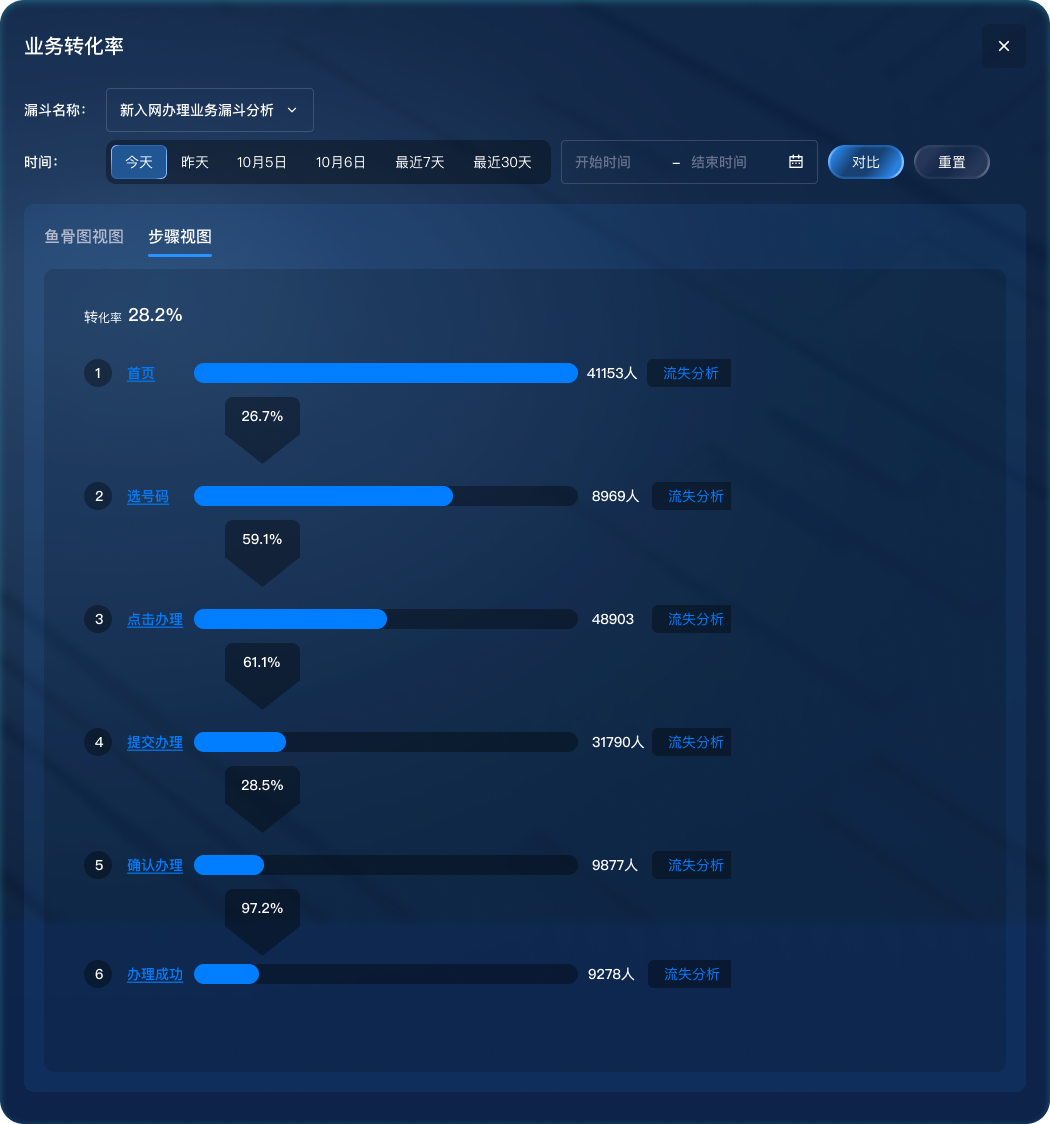 业务转化率
漏斗名称：
新入网办理业务漏斗分析
时间：
今天 昨天 10月5日 10月6日 最近7天 最近30天 开始时间 – 结束时间 对比 重置
鱼骨图视图 步骤视图
转化率 28.2%
1 首页 41153人 流失分析
26.7%
2 选号码 8969人 流失分析
59.1%
3 点击办理 48903 流失分析
61.1%
4 提交办理 31790人 流失分析
28.5%
5 确认办理 9877人 流失分析
97.2%
6 办理成功 9278人 流失分析